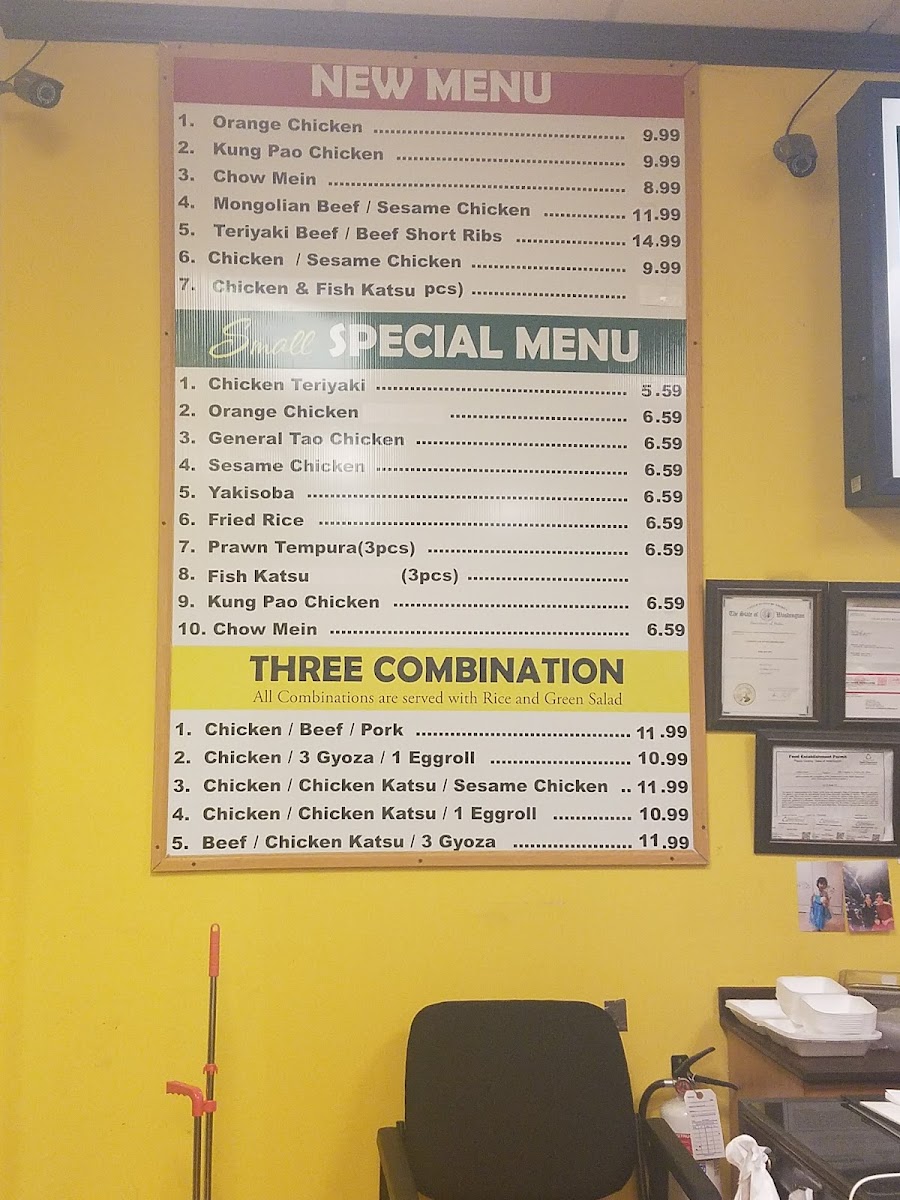 NEW MENU
1. Orange Chicken ........................ 9.99
2. Kung Pao Chicken ........................ 9.99
3. Chow Mein ........................ 8.99
4. Mongolian Beef / Sesame Chicken ............ 11.99
5. Teriyaki Beef / Beef Short Ribs ............ 14.99
6. Chicken / Sesame Chicken ........................ 9.99
7. Chicken & Fish Katsu pcs) ........................
Small SPECIAL MENU
1. Chicken Teriyaki ........................ 5.59
2. Orange Chicken ........................ 6.59
3. General Tao Chicken ........................ 6.59
4. Sesame Chicken ........................ 6.59
5. Yakisoba ........................ 6.59
6. Fried Rice ........................ 6.59
7. Prawn Tempura(3pcs) ........................ 6.59
8. Fish Katsu (3pcs) ........................
9. Kung Pao Chicken ........................ 6.59
10. Chow Mein ........................ 6.59
THREE COMBINATION
All Combinations are served with Rice and Green Salad
1. Chicken / Beef / Pork ........................ 11.99
2. Chicken / 3 Gyoza / 1 Eggroll ................ 10.99
3. Chicken / Chicken Katsu / Sesame Chicken .. 11.99
4. Chicken / Chicken Katsu / 1 Eggroll ............ 10.99
5. Beef / Chicken Katsu / 3 Gyoza ................ 11.99
The State of Washington
Food Establishment Permit